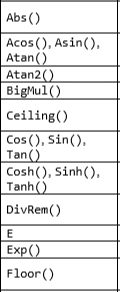 Abs()
Acos(), Asin(),
Atan()
Atan2()
BigMul()
Ceiling()
Cos(), Sin(),
Tan()
Cosh(), Sinh(),
Tanh()
DivRem()
E
Exp()
Floor()